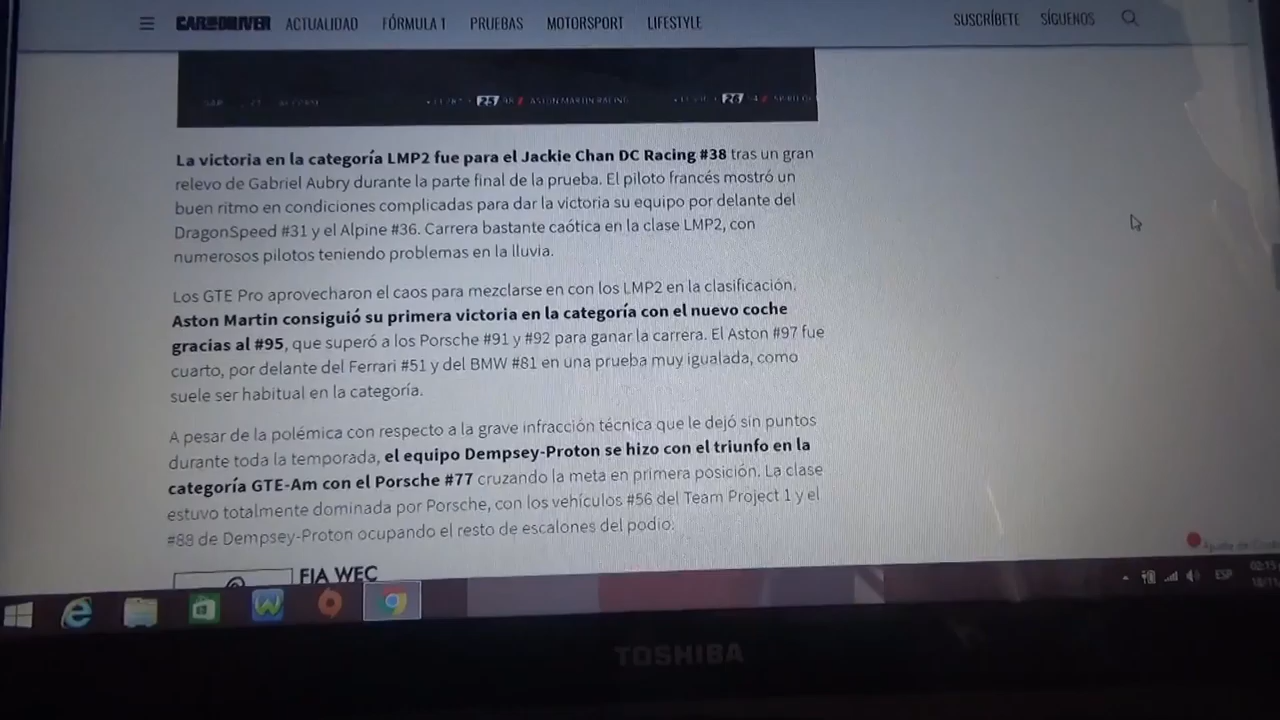 CAR AND DRIVER ACTUALIDAD FÓRMULA 1 PRUEBAS MOTORSPORT LIFESTYLE SUSCRÍBETE SÍGUENOS
25 98 ASTON MARTIN RACING 26
La victoria en la categoría LMP2 fue para el Jackie Chan DC Racing #38 tras un gran
relevo de Gabriel Aubry durante la parte final de la prueba. El piloto francés mostró un
buen ritmo en condiciones complicadas para dar la victoria su equipo por delante del
DragonSpeed #31 y el Alpine #36. Carrera bastante caótica en la clase LMP2, con
numerosos pilotos teniendo problemas en la lluvia.
Los GTE Pro aprovecharon el caos para mezclarse en con los LMP2 en la clasificación.
Aston Martin consiguió su primera victoria en la categoría con el nuevo coche
gracias al #95, que superó a los Porsche #91 y #92 para ganar la carrera. El Aston #97 fue
cuarto, por delante del Ferrari #51 y del BMW #81 en una prueba muy igualada, como
suele ser habitual en la categoría.
A pesar de la polémica con respecto a la grave infracción técnica que le dejó sin puntos
durante toda la temporada, el equipo Dempsey-Proton se hizo con el triunfo en la
categoría GTE-Am con el Porsche #77 cruzando la meta en primera posición. La clase
estuvo totalmente dominada por Porsche, con los vehículos #56 del Team Project 1 y el
#88 de Dempsey-Proton ocupando el resto de escalones del podio.
FIA WEC
ESP
TOSHIBA